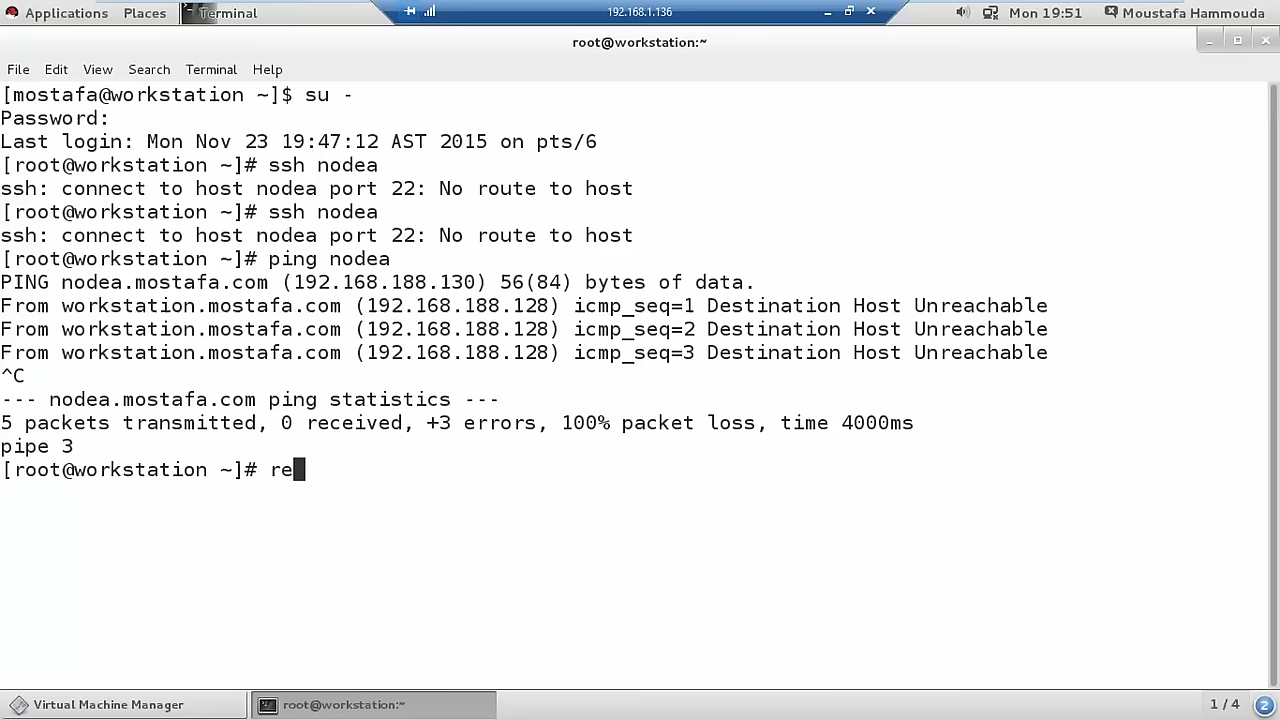 Applications Places Terminal 192.168.1.136 Mon 19:51 Moustafa Hammouda
root@workstation:~
File Edit View Search Terminal Help
[mostafa@workstation ~]$ su -
Password:
Last login: Mon Nov 23 19:47:12 AST 2015 on pts/6
[root@workstation ~]# ssh nodea
ssh: connect to host nodea port 22: No route to host
[root@workstation ~]# ssh nodea
ssh: connect to host nodea port 22: No route to host
[root@workstation ~]# ping nodea
PING nodea.mostafa.com (192.168.188.130) 56(84) bytes of data.
From workstation.mostafa.com (192.168.188.128) icmp_seq=1 Destination Host Unreachable
From workstation.mostafa.com (192.168.188.128) icmp_seq=2 Destination Host Unreachable
From workstation.mostafa.com (192.168.188.128) icmp_seq=3 Destination Host Unreachable
^C
--- nodea.mostafa.com ping statistics ---
5 packets transmitted, 0 received, +3 errors, 100% packet loss, time 4000ms
pipe 3
[root@workstation ~]# re
Virtual Machine Manager root@workstation:~ 1 / 4 2